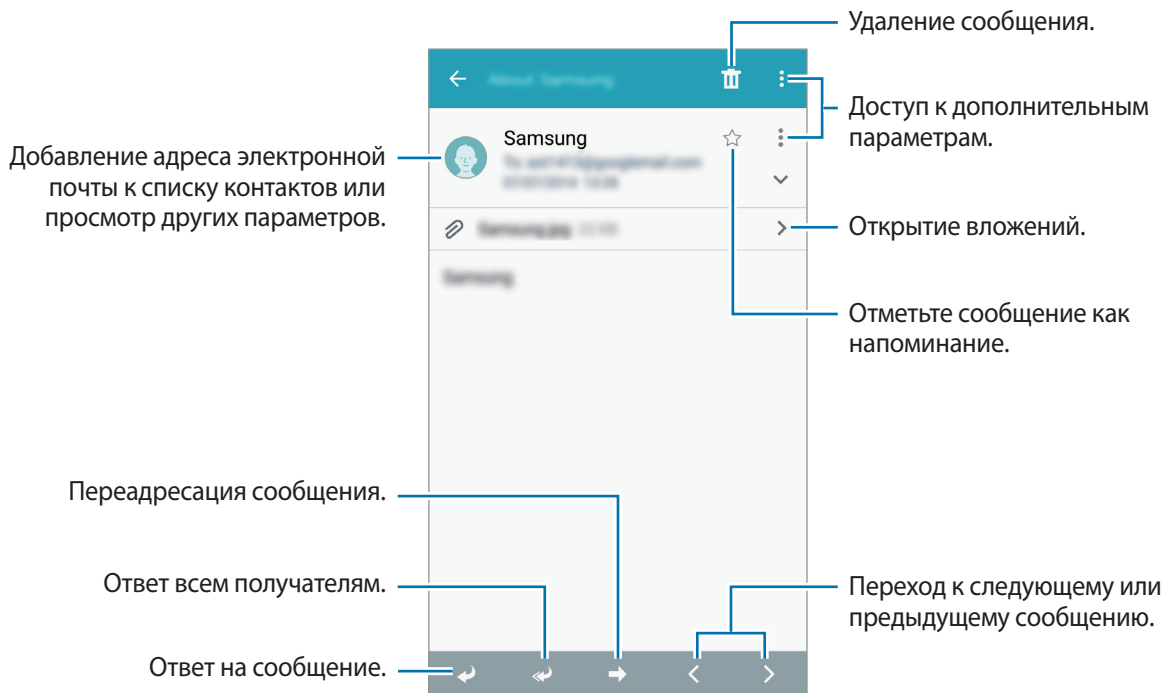 Удаление сообщения.
Доступ к дополнительным
параметрам.
Samsung
Добавление адреса электронной
почты к списку контактов или
просмотр других параметров.
Открытие вложений.
Отметьте сообщение как
напоминание.
Переадресация сообщения.
Ответ всем получателям.
Переход к следующему или
предыдущему сообщению.
Ответ на сообщение.